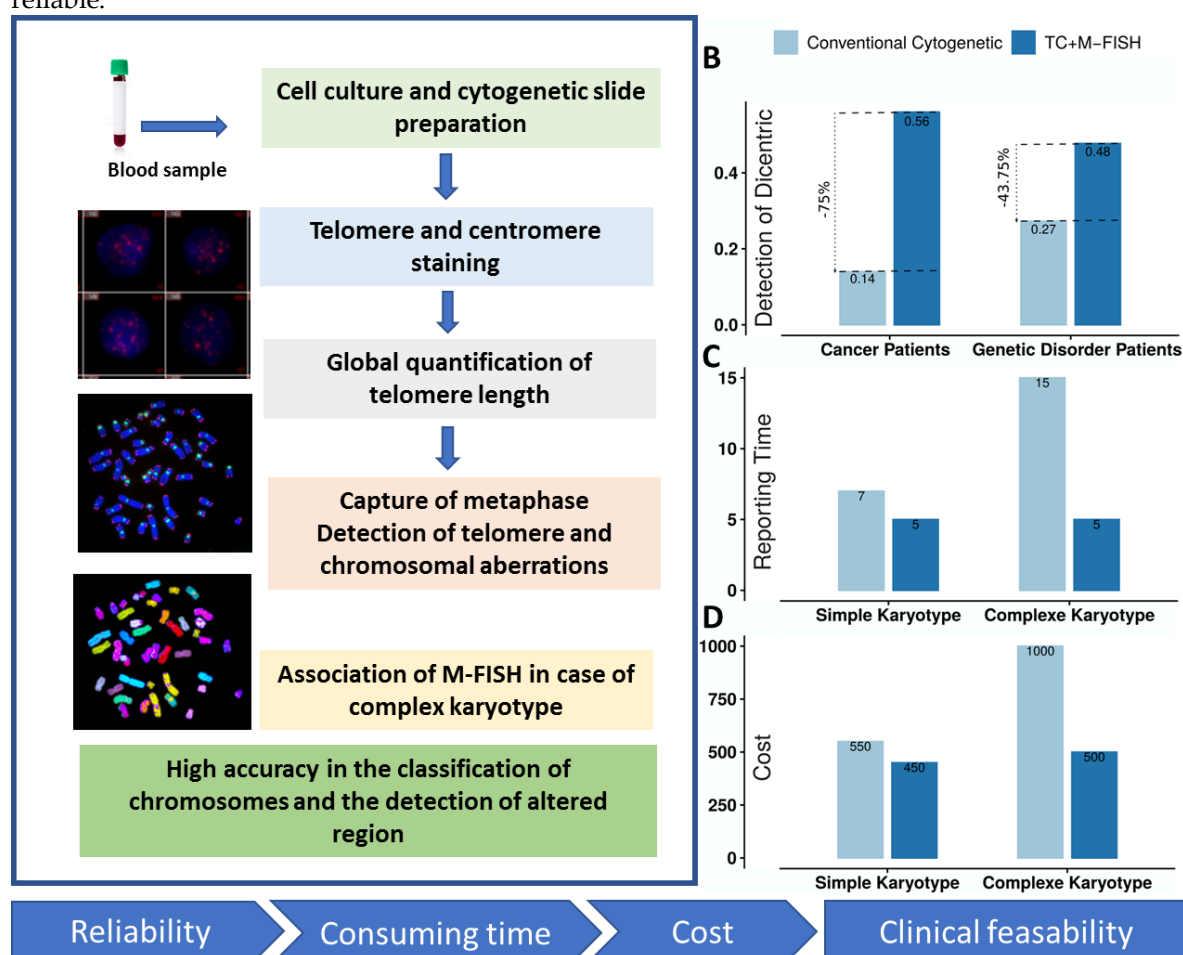 reliable.
Blood sample
Cell culture and cytogenetic slide
preparation
Telomere and centromere
staining
Global quantification of
telomere length
Capture of metaphase
Detection of telomere and
chromosomal aberrations
Association of M-FISH in case of
complex karyotype
High accuracy in the classification of
chromosomes and the detection of altered
region
Conventional Cytogenetic
TC+M−FISH
B
Detection of Dicentric
0.4
0.2
0.0
-75%
0.14
0.56
-43.75%
0.27
0.48
Cancer Patients
Genetic Disorder Patients
C
Reporting Time
15
10
5
0
7
5
15
5
Simple Karyotype
Complexe Karyotype
D
Cost
1000
750
500
250
0
550
450
1000
500
Simple Karyotype
Complexe Karyotype
Reliability
Consuming time
Cost
Clinical feasability